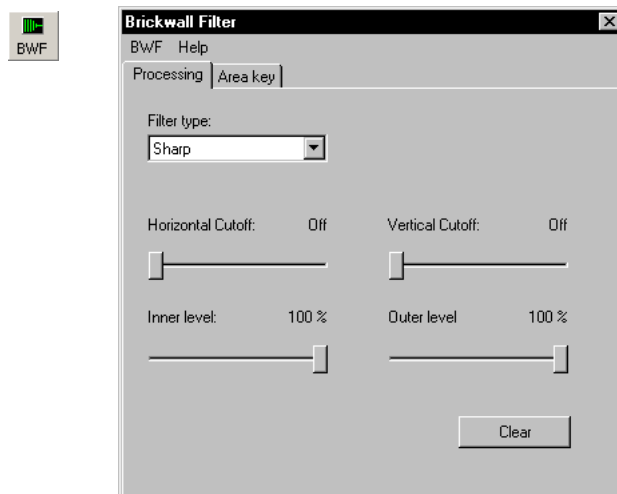 BWF
Brickwall Filter
BWF Help
Processing Area key
Filter type:
Sharp
Horizontal Cutoff: Off Vertical Cutoff: Off
Inner level: 100 % Outer level 100 %
Clear